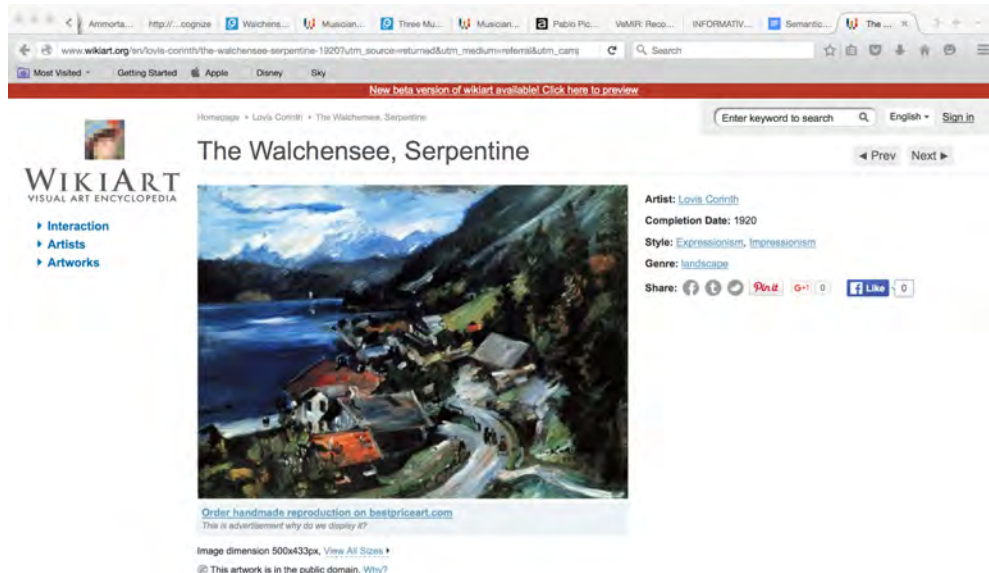 Ammorta... http://...cognize Walchens... Musician... Three Mu... Musician... Pablo Pic... VeMIR: Reco... INFORMATIV... Semantic... The ...
www.wikiart.org/en/lovis-corinth/the-walchensee-serpentine-1920?utm_source=returned&utm_medium=referral&utm_camp Search
Most Visited Getting Started Apple Disney Sky
New beta version of wikiart available! Click here to preview
Homepage Lovis Corinth The Walchensee, Serpentine
Enter keyword to search English Sign in
The Walchensee, Serpentine
Prev Next
WIKIART
VISUAL ART ENCYCLOPEDIA
Interaction
Artists
Artworks
Artist: Lovis Corinth
Completion Date: 1920
Style: Expressionism, Impressionism
Genre: landscape
Share: Pin it G+1 0 Like 0
Order handmade reproduction on bestpriceart.com
This is advertisement why do we display it?
Image dimension 500x433px, View All Sizes
This artwork is in the public domain. Why?